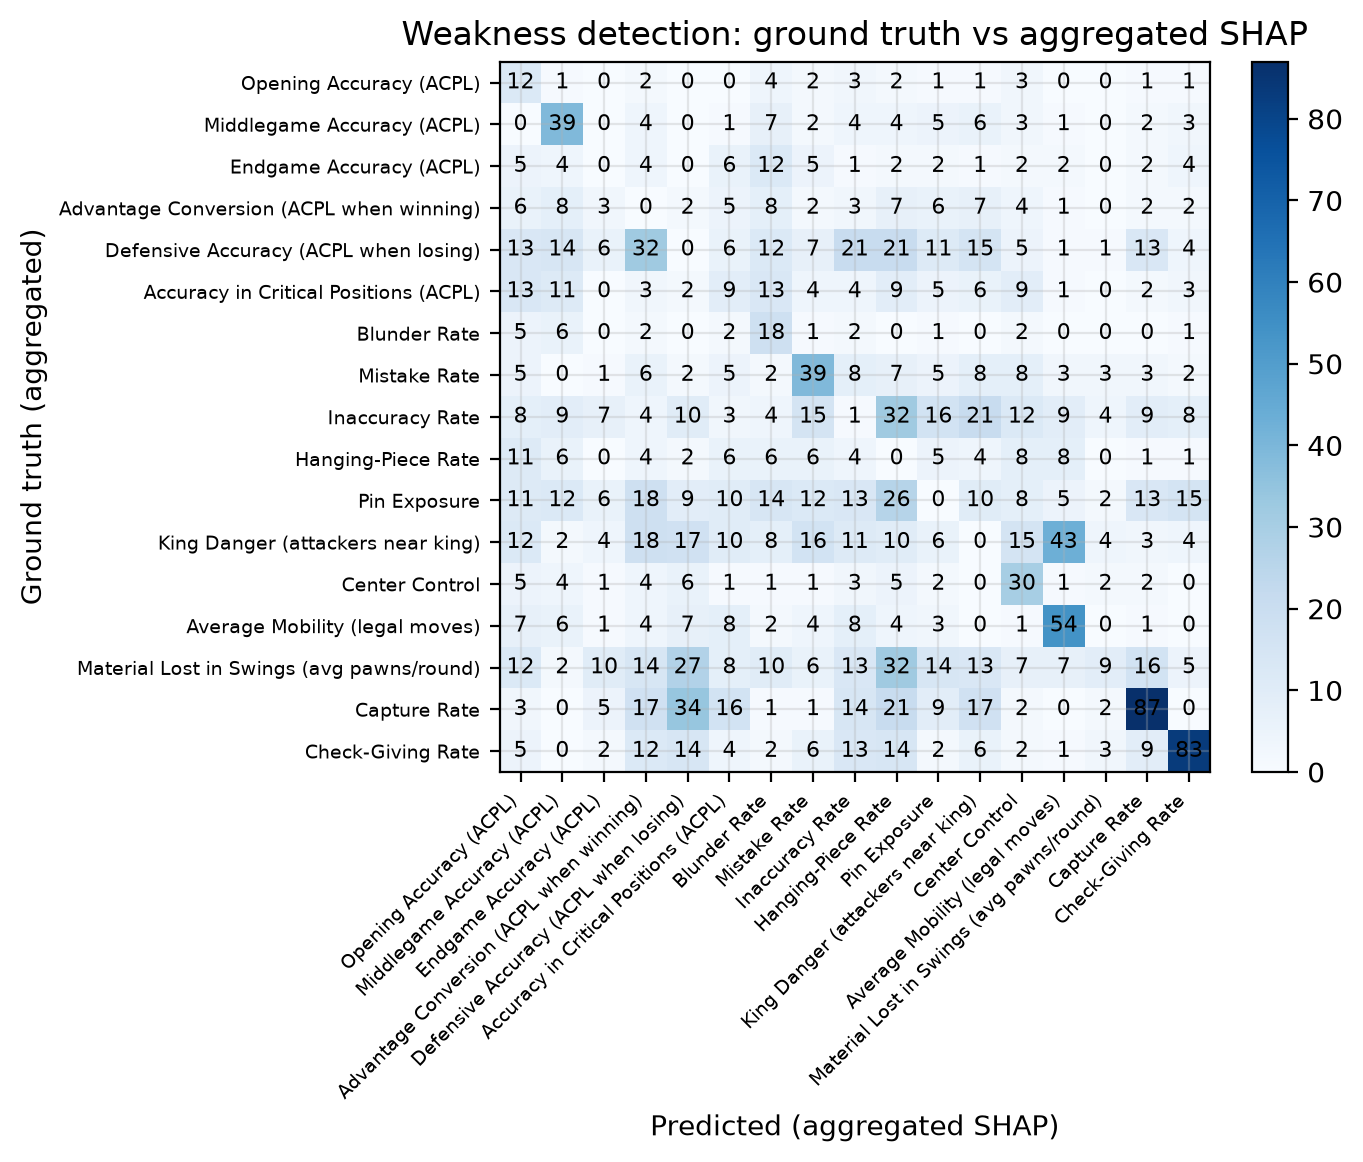 Weakness detection: ground truth vs aggregated SHAP
Ground truth (aggregated)
Opening Accuracy (ACPL) 12 1 0 2 0 0 4 2 3 2 1 1 3 0 0 1 1
Middlegame Accuracy (ACPL) 0 39 0 4 0 1 7 2 4 4 5 6 3 1 0 2 3
Endgame Accuracy (ACPL) 5 4 0 4 0 6 12 5 1 2 2 1 2 2 0 2 4
Advantage Conversion (ACPL when winning) 6 8 3 0 2 5 8 2 3 7 6 7 4 1 0 2 2
Defensive Accuracy (ACPL when losing) 13 14 6 32 0 6 12 7 21 21 11 15 5 1 1 13 4
Accuracy in Critical Positions (ACPL) 13 11 0 3 2 9 13 4 4 9 5 6 9 1 0 2 3
Blunder Rate 5 6 0 2 0 2 18 1 2 0 1 0 2 0 0 0 1
Mistake Rate 5 0 1 6 2 5 2 39 8 7 5 8 8 3 3 3 2
Inaccuracy Rate 8 9 7 4 10 3 4 15 1 32 16 21 12 9 4 9 8
Hanging-Piece Rate 11 6 0 4 2 6 6 6 4 0 5 4 8 8 0 1 1
Pin Exposure 11 12 6 18 9 10 14 12 13 26 0 10 8 5 2 13 15
King Danger (attackers near king) 12 2 4 18 17 10 8 16 11 10 6 0 15 43 4 3 4
Center Control 5 4 1 4 6 1 1 1 3 5 2 0 30 1 2 2 0
Average Mobility (legal moves) 7 6 1 4 7 8 2 4 8 4 3 0 1 54 0 1 0
Material Lost in Swings (avg pawns/round) 12 2 10 14 27 8 10 6 13 32 14 13 7 7 9 16 5
Capture Rate 3 0 5 17 34 16 1 1 14 21 9 17 2 0 2 87 0
Check-Giving Rate 5 0 2 12 14 4 2 6 13 14 2 6 2 1 3 9 83
80
70
60
50
40
30
20
10
0
Opening Accuracy (ACPL)
Middlegame Accuracy (ACPL)
Endgame Accuracy (ACPL)
Advantage Conversion (ACPL when winning)
Defensive Accuracy (ACPL when losing)
Accuracy in Critical Positions (ACPL)
Blunder Rate
Mistake Rate
Inaccuracy Rate
Hanging-Piece Rate
Pin Exposure
King Danger (attackers near king)
Center Control
Average Mobility (legal moves)
Material Lost in Swings (avg pawns/round)
Capture Rate
Check-Giving Rate
Predicted (aggregated SHAP)